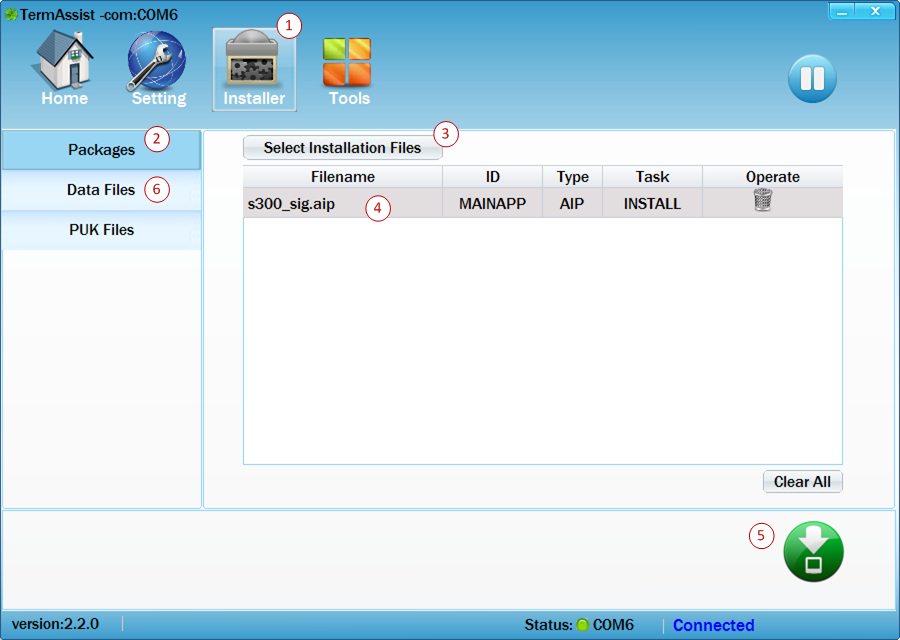 TermAssist -com:COM6
1
Home Setting Installer Tools
Packages 2
3
Select Installation Files
Data Files 6
PUK Files
Filename ID Type Task Operate
s300_sig.aip 4 MAINAPP AIP INSTALL
Clear All
5
version:2.2.0 Status: COM6 Connected